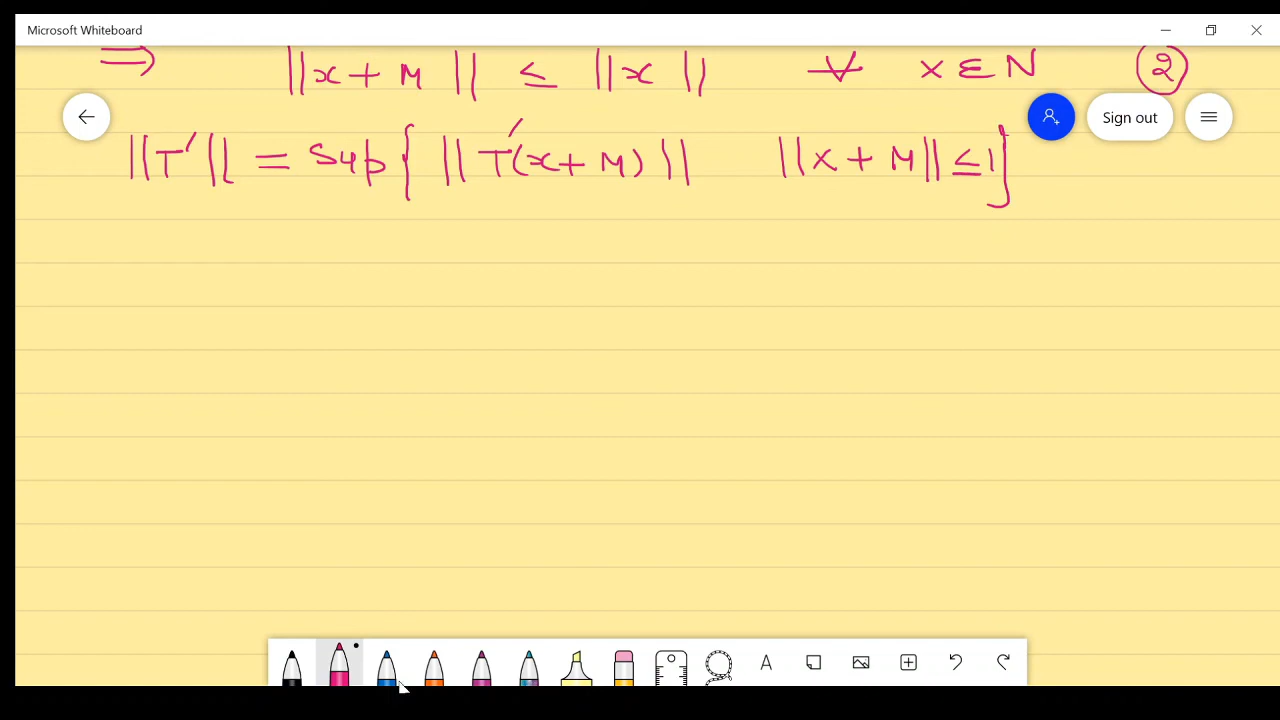 Microsoft Whiteboard
⇒ ||x + M || ≤ ||x || ∀ x ∈ N ②
Sign out
||T'|| = Sup{ || T'(x + M) || ||x + M|| ≤ 1}
A